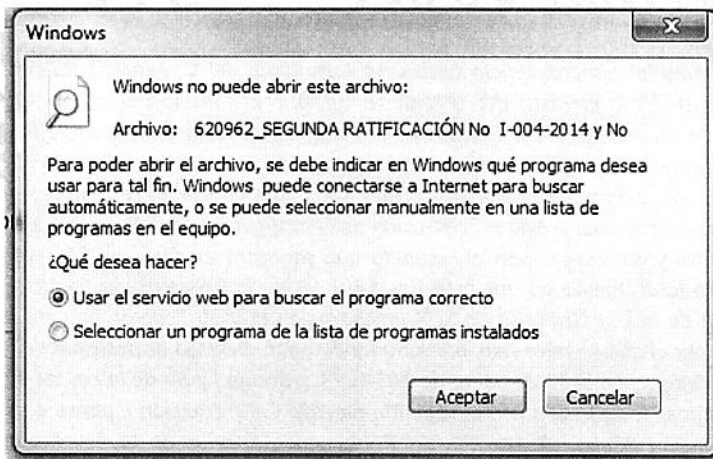 Windows
Windows no puede abrir este archivo:
Archivo: 620962_SEGUNDA RATIFICACIÓN No I-004-2014 y No
Para poder abrir el archivo, se debe indicar en Windows qué programa desea
usar para tal fin. Windows puede conectarse a Internet para buscar
automáticamente, o se puede seleccionar manualmente en una lista de
programas en el equipo.
¿Qué desea hacer?
Usar el servicio web para buscar el programa correcto
Seleccionar un programa de la lista de programas instalados
Aceptar Cancelar